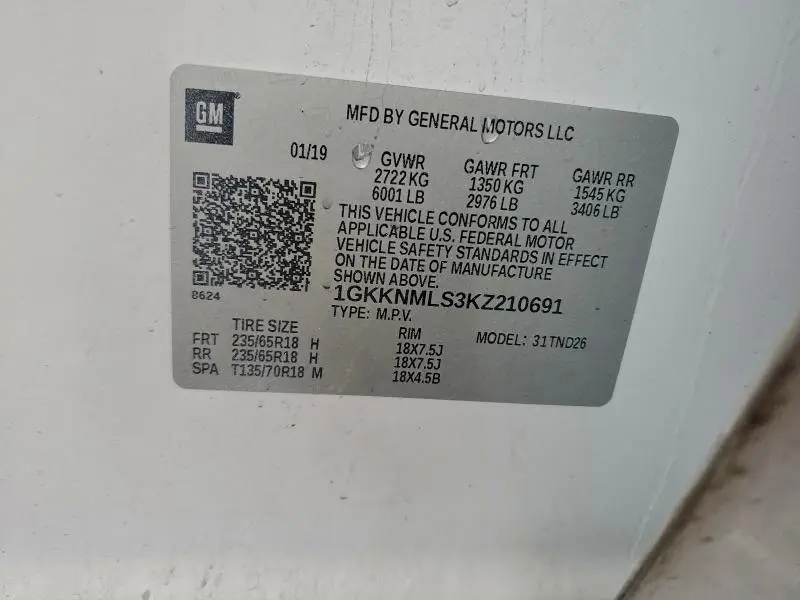 GM
MFD BY GENERAL MOTORS LLC
01/19
GVWR GAWR FRT GAWR RR
2722 KG 1350 KG 1545 KG
6001 LB 2976 LB 3406 LB
THIS VEHICLE CONFORMS TO ALL
APPLICABLE U.S. FEDERAL MOTOR
VEHICLE SAFETY STANDARDS IN EFFECT
ON THE DATE OF MANUFACTURE
SHOWN ABOVE.
8624
1GKKNMLS3KZ210691
TYPE: M.P.V. MODEL: 31TND26
TIRE SIZE RIM
FRT 235/65R18 H 18X7.5J
RR 235/65R18 H 18X7.5J
SPA T135/70R18 M 18X4.5B